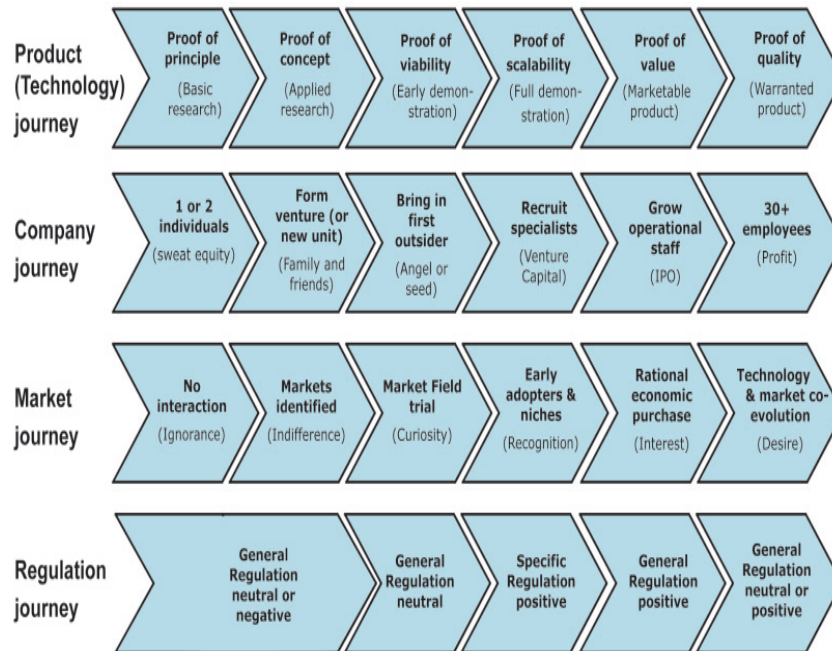 Product
(Technology)
journey
Proof of
principle
(Basic
research)
Proof of
concept
(Applied
research)
Proof of
viability
(Early demon-
stration)
Proof of
scalability
(Full demon-
stration)
Proof of
value
(Marketable
product)
Proof of
quality
(Warranted
product)
Company
journey
1 or 2
individuals
(sweat equity)
Form
venture (or
new unit)
(Family and
friends)
Bring in
first
outsider
(Angel or
seed)
Recruit
specialists
(Venture
Capital)
Grow
operational
staff
(IPO)
30+
employees
(Profit)
Market
journey
No
interaction
(Ignorance)
Markets
identified
(Indifference)
Market Field
trial
(Curiosity)
Early
adopters &
niches
(Recognition)
Rational
economic
purchase
(Interest)
Technology
& market co-
evolution
(Desire)
Regulation
journey
General
Regulation
neutral or
negative
General
Regulation
neutral
Specific
Regulation
positive
General
Regulation
positive
General
Regulation
neutral or
positive